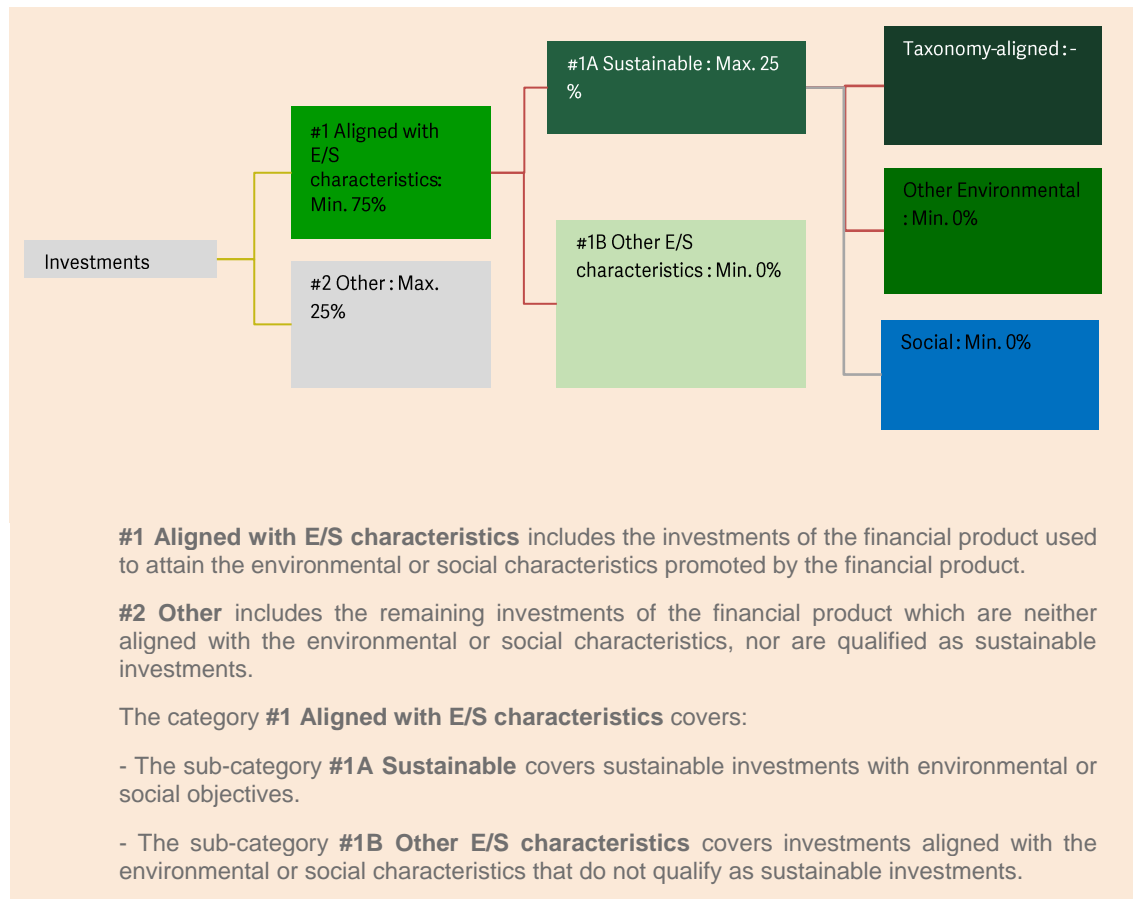 Investments
#1 Aligned with
E/S
characteristics:
Min. 75%
#2 Other : Max.
25%
#1A Sustainable : Max. 25
%
#1B Other E/S
characteristics : Min. 0%
Taxonomy-aligned : -
Other Environmental
: Min. 0%
Social : Min. 0%
#1 Aligned with E/S characteristics includes the investments of the financial product used
to attain the environmental or social characteristics promoted by the financial product.
#2 Other includes the remaining investments of the financial product which are neither
aligned with the environmental or social characteristics, nor are qualified as sustainable
investments.
The category #1 Aligned with E/S characteristics covers:
- The sub-category #1A Sustainable covers sustainable investments with environmental or
social objectives.
- The sub-category #1B Other E/S characteristics covers investments aligned with the
environmental or social characteristics that do not qualify as sustainable investments.